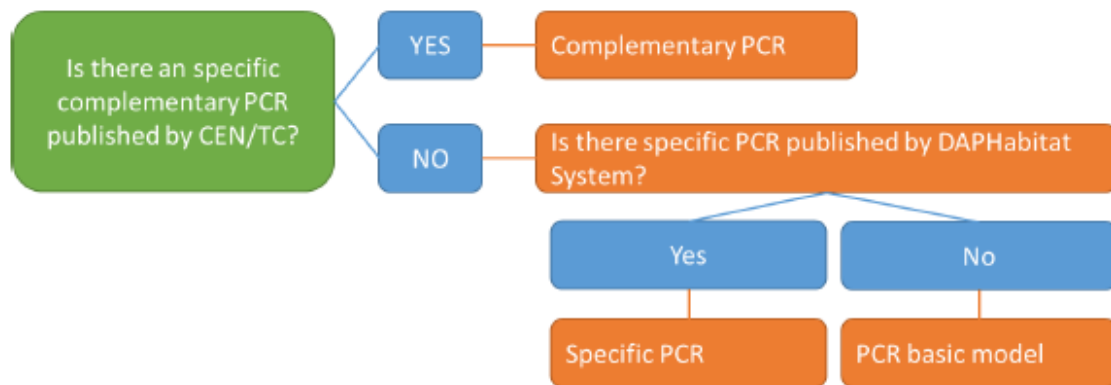 Is there an specific
complementary PCR
published by CEN/TC?
YES
Complementary PCR
NO
Is there specific PCR published by DAPHabitat
System?
Yes
No
Specific PCR
PCR basic model